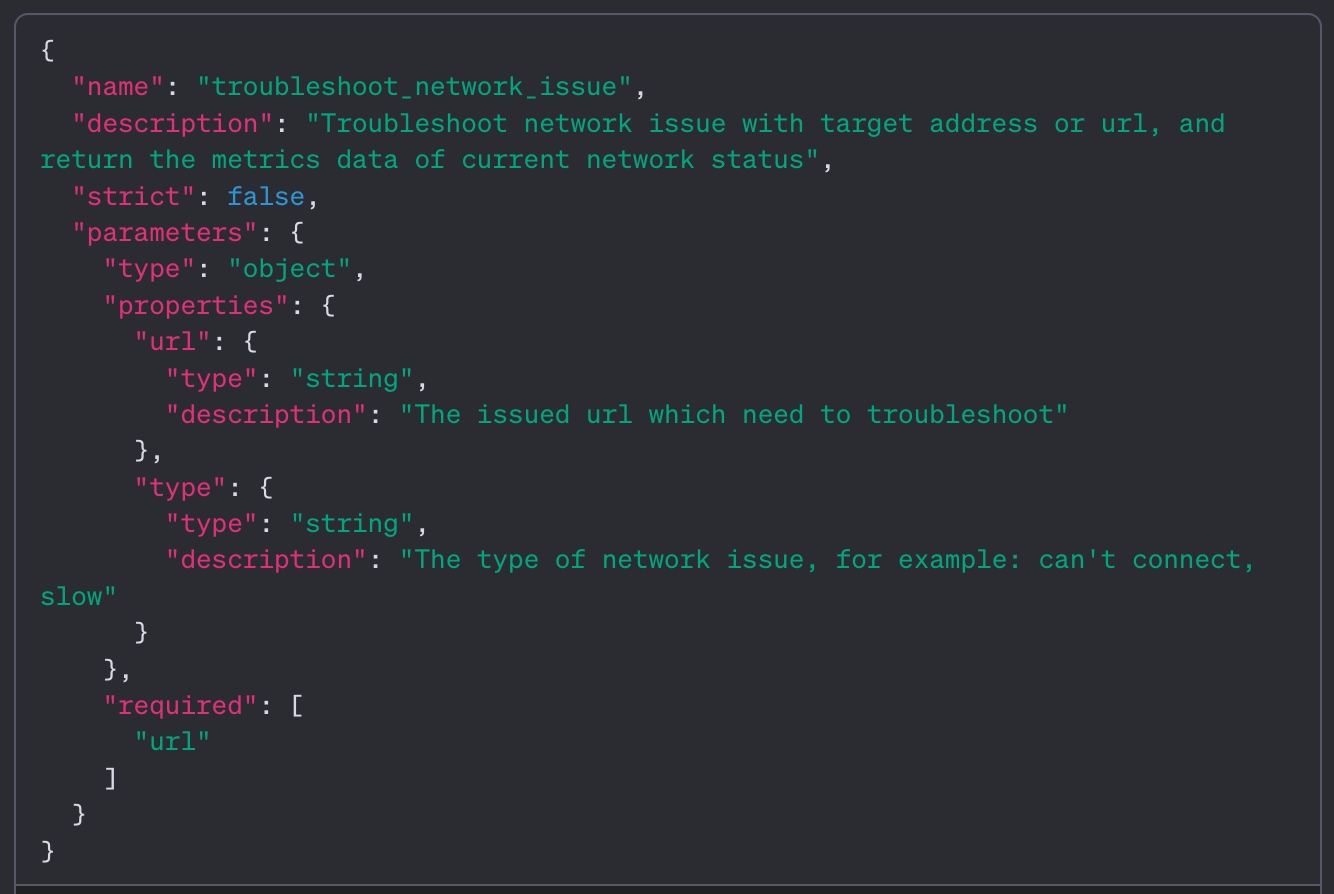 {
  "name": "troubleshoot_network_issue",
  "description": "Troubleshoot network issue with target address or url, and
return the metrics data of current network status",
  "strict": false,
  "parameters": {
    "type": "object",
    "properties": {
      "url": {
        "type": "string",
        "description": "The issued url which need to troubleshoot"
      },
      "type": {
        "type": "string",
        "description": "The type of network issue, for example: can't connect,
slow"
      }
    },
    "required": [
      "url"
    ]
  }
}